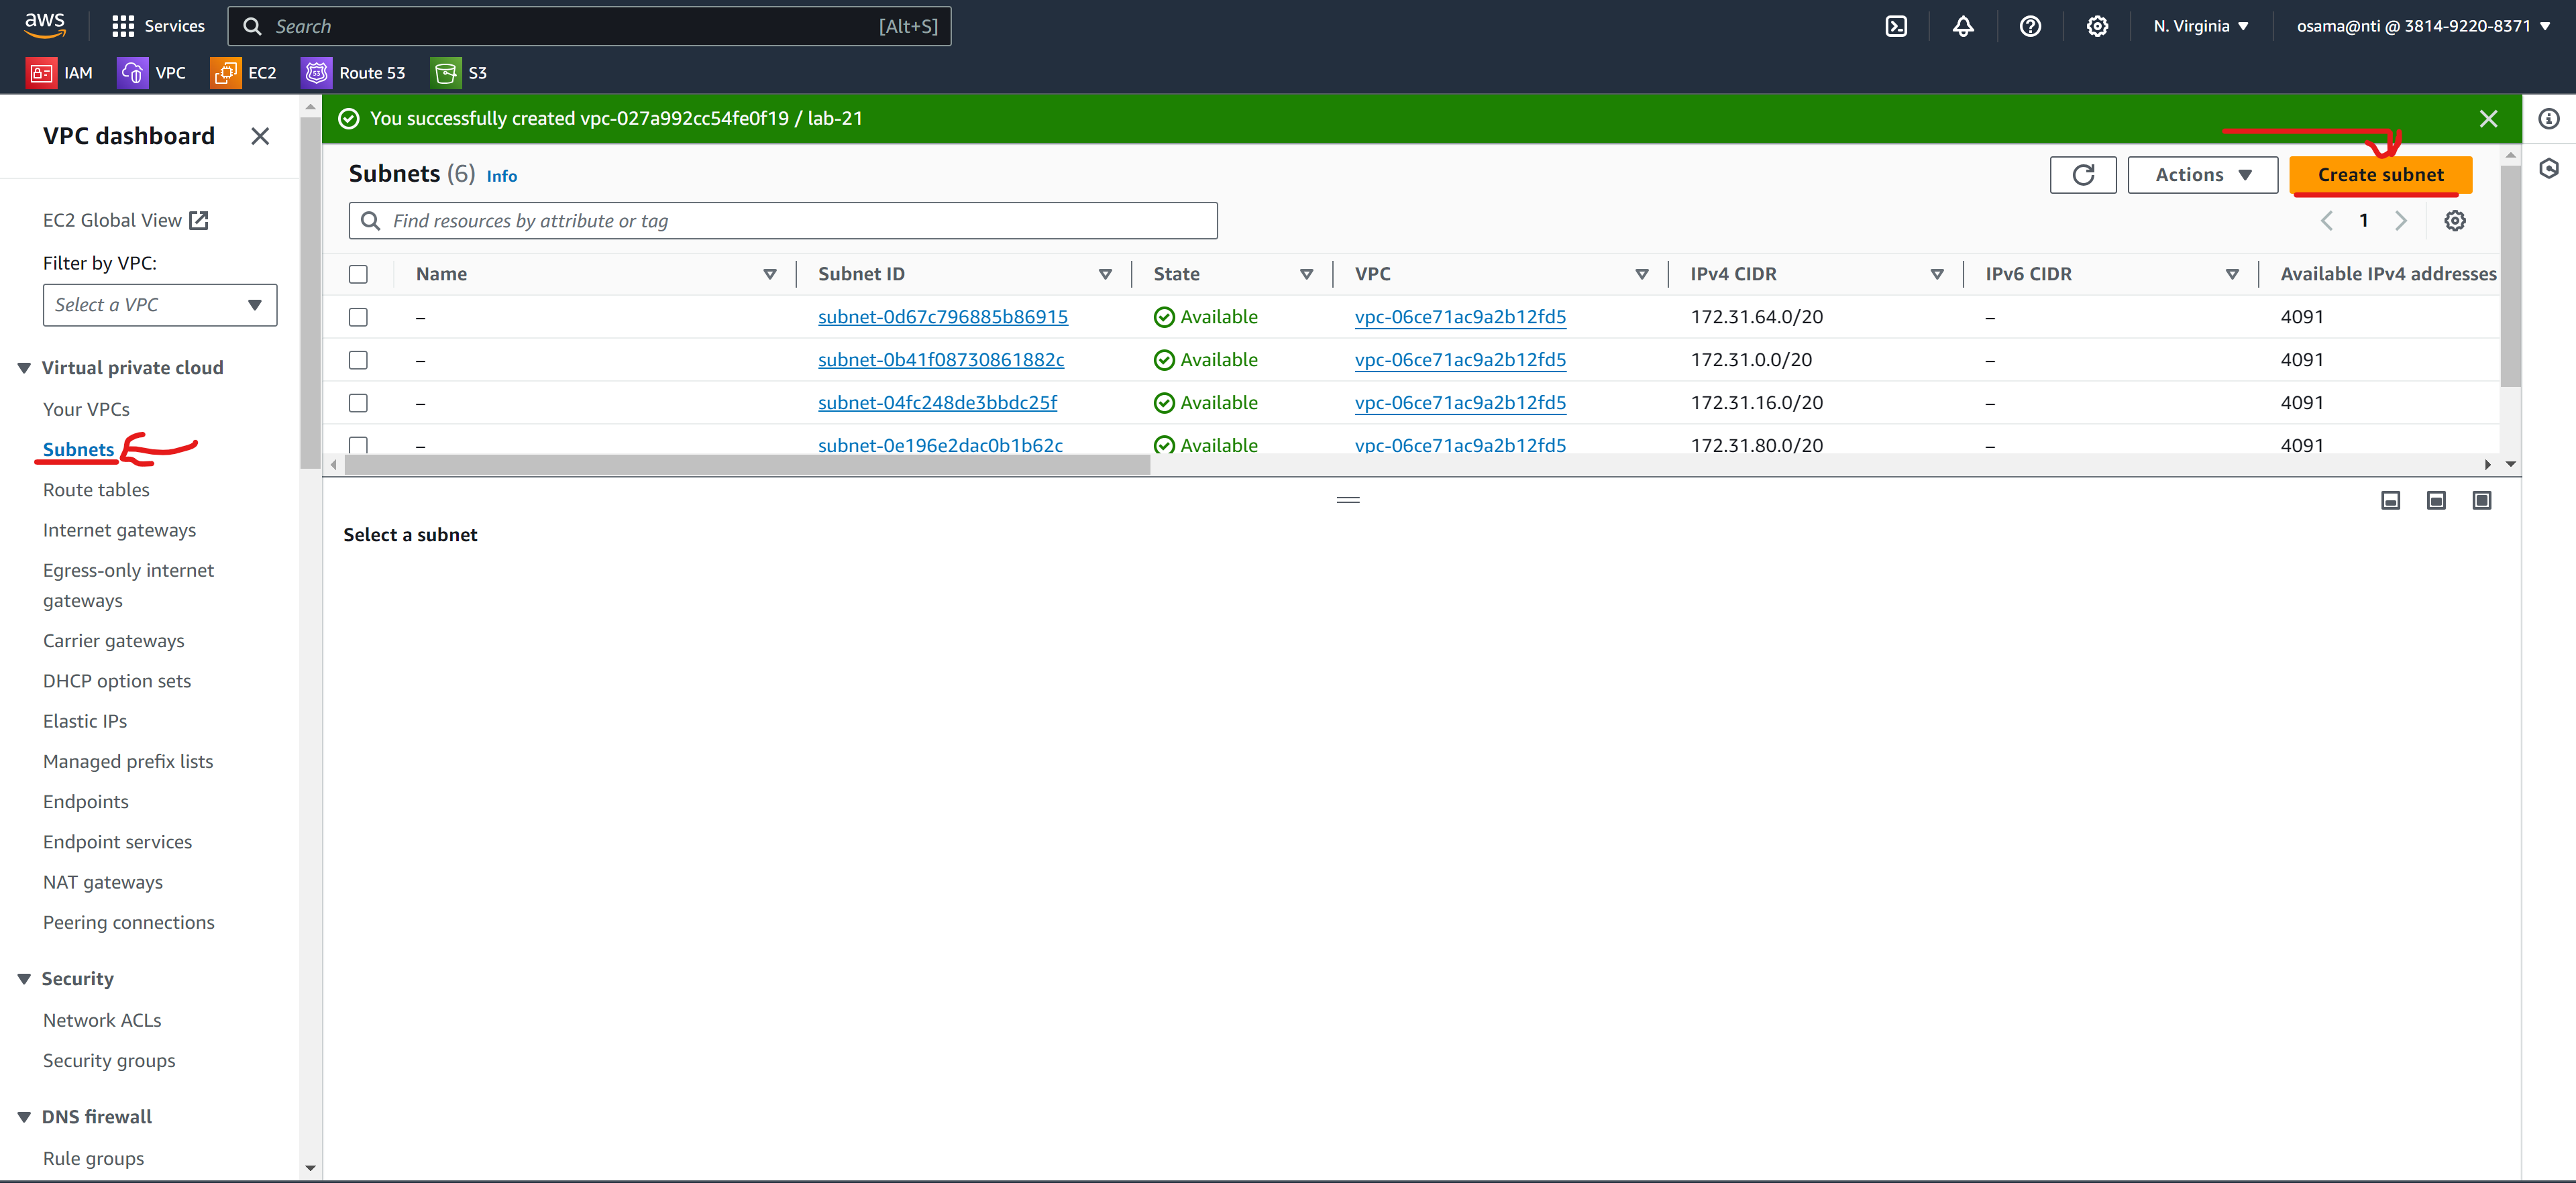 aws Services Search [Alt+S] N. Virginia osama@nti @ 3814-9220-8371
IAM VPC EC2 Route 53 S3
VPC dashboard
You successfully created vpc-027a992cc54fe0f19 / lab-21
Subnets (6) Info
Actions Create subnet
Find resources by attribute or tag
1
EC2 Global View
Filter by VPC:
Select a VPC
Virtual private cloud
Your VPCs
Subnets
Route tables
Internet gateways
Egress-only internet
gateways
Carrier gateways
DHCP option sets
Elastic IPs
Managed prefix lists
Endpoints
Endpoint services
NAT gateways
Peering connections
Security
Network ACLs
Security groups
DNS firewall
Rule groups
Name Subnet ID State VPC IPv4 CIDR IPv6 CIDR Available IPv4 addresses
– subnet-0d67c796885b86915 Available vpc-06ce71ac9a2b12fd5 172.31.64.0/20 – 4091
– subnet-0b41f08730861882c Available vpc-06ce71ac9a2b12fd5 172.31.0.0/20 – 4091
– subnet-04fc248de3bbdc25f Available vpc-06ce71ac9a2b12fd5 172.31.16.0/20 – 4091
– subnet-0e196e2dac0b1b62c Available vpc-06ce71ac9a2b12fd5 172.31.80.0/20 – 4091
Select a subnet